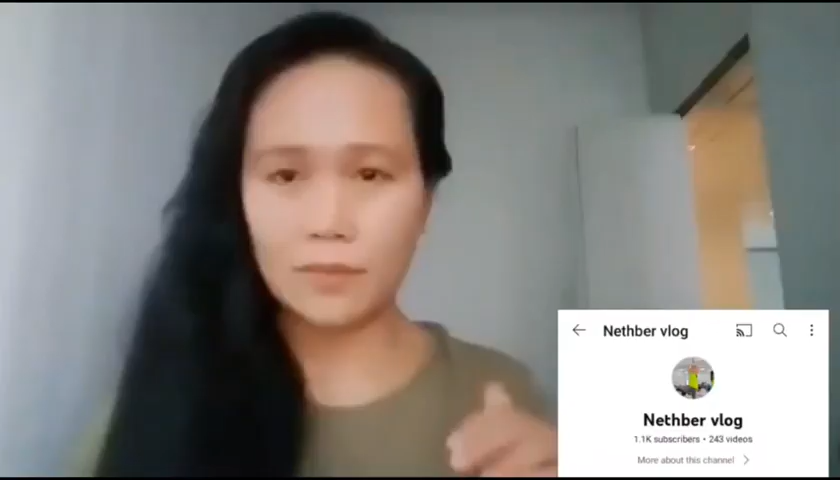 Nethber vlog
Nethber vlog
1.1K subscribers • 243 videos
More about this channel